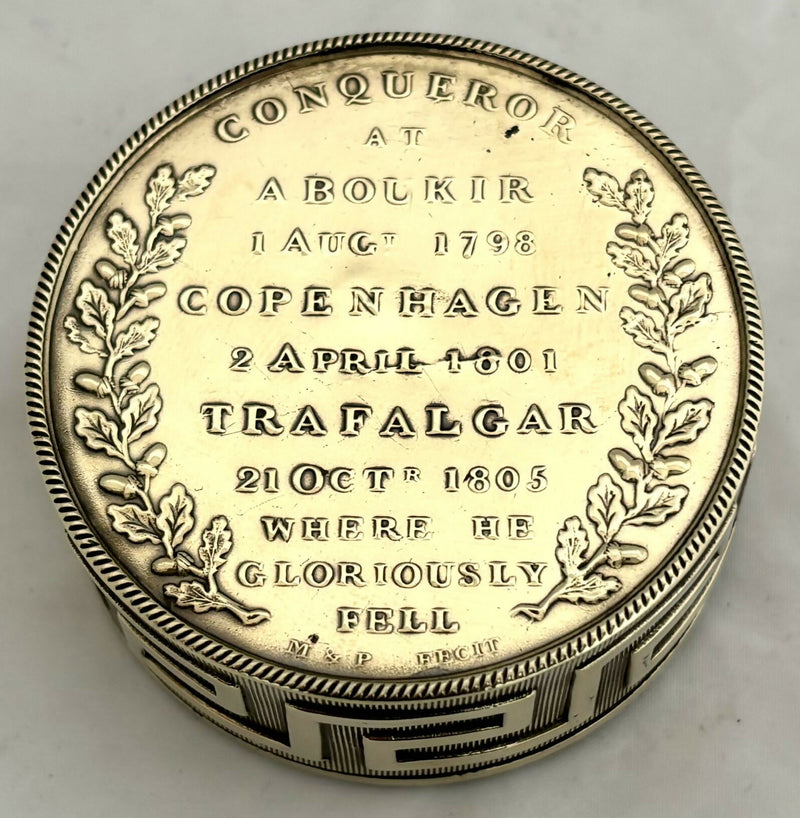 CONQUEROR
AT
ABOUKIR
1 AUGT 1798
COPENHAGEN
2 APRIL 1801
TRAFALGAR
21 OCTR 1805
WHERE HE
GLORIOUSLY
FELL
M & P FECIT